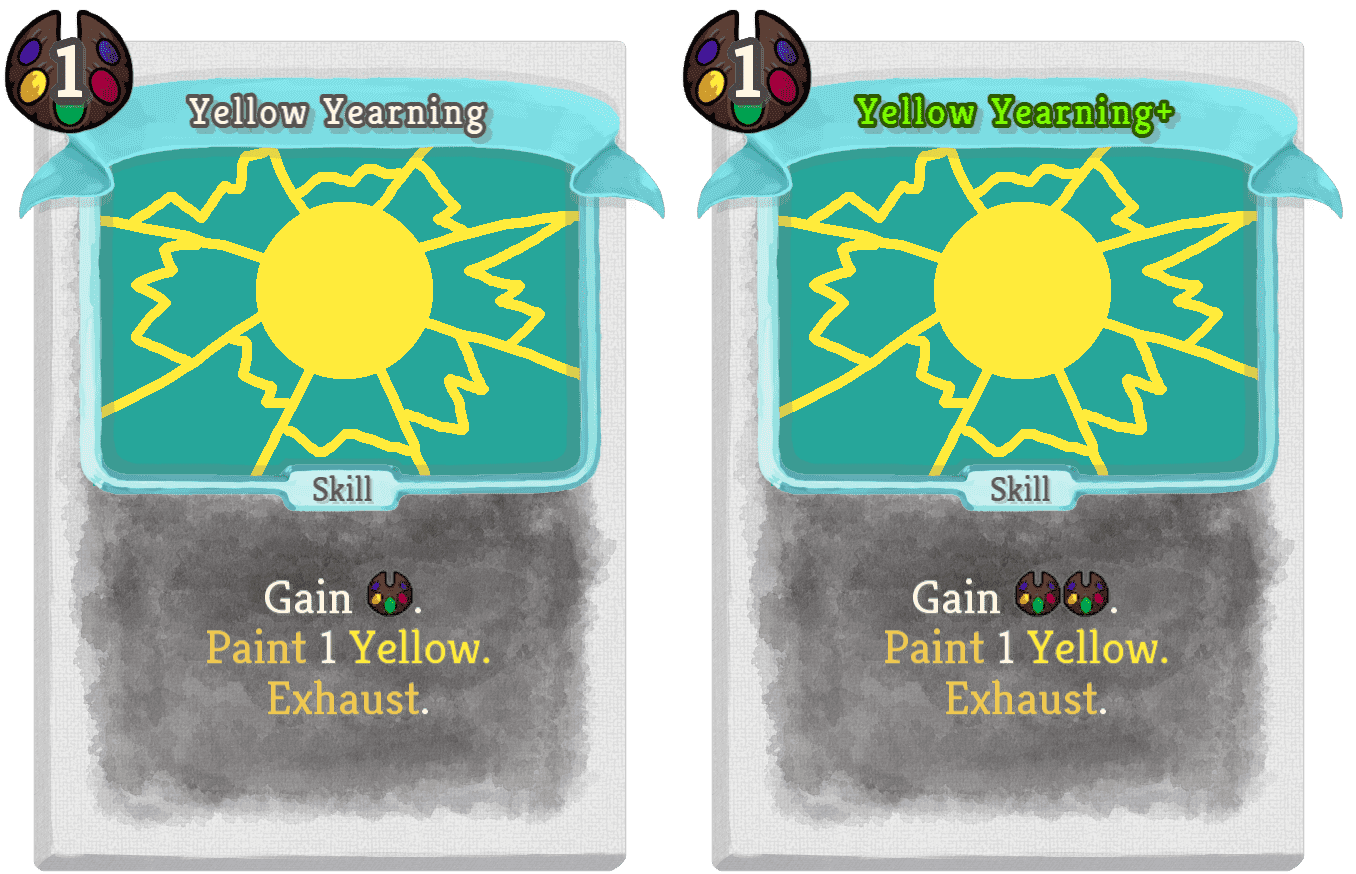 1
Yellow Yearning
Skill
Gain .
Paint 1 Yellow.
Exhaust.
1
Yellow Yearning+
Skill
Gain .
Paint 1 Yellow.
Exhaust.